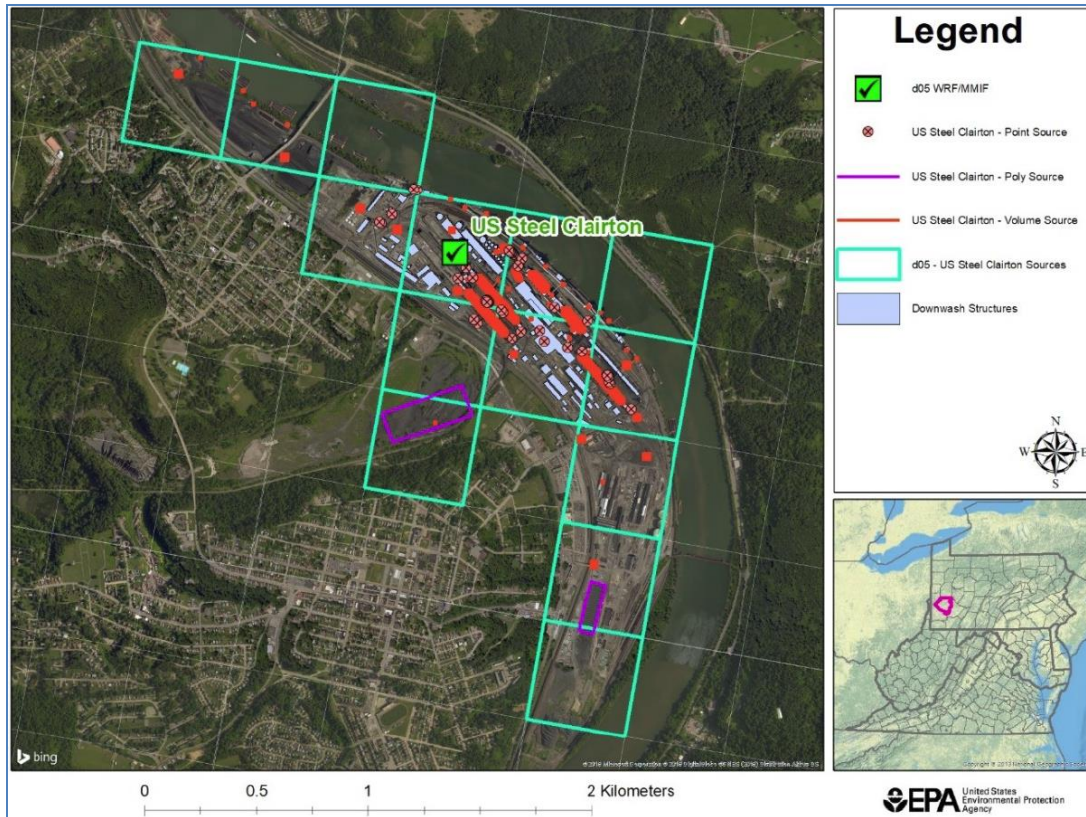 Legend
d05 WRF/MMIF
US Steel Clairton - Point Source
US Steel Clairton - Poly Source
US Steel Clairton - Volume Source
d05 - US Steel Clairton Sources
Downwash Structures
US Steel Clairton
N
W E
S
bing
0 0.5 1 2 Kilometers
EPA
United States
Environmental Protection
Agency